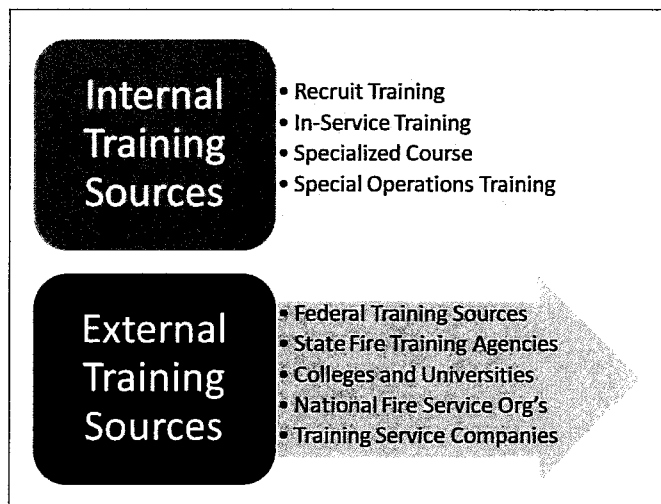 Internal
Training
Sources
• Recruit Training
• In-Service Training
• Specialized Course
• Special Operations Training
External
Training
Sources
• Federal Training Sources
• State Fire Training Agencies
• Colleges and Universities
• National Fire Service Org's
• Training Service Companies